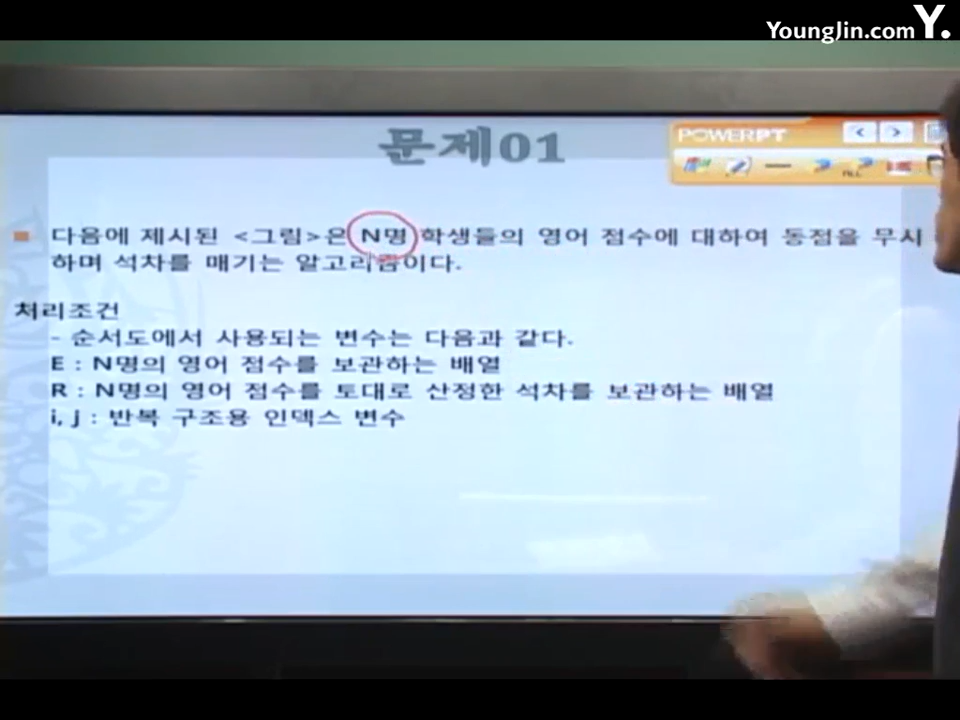 YoungJin.com Y.
문제01
POWERPT
다음에 제시된 <그림>은 N명 학생들의 영어 점수에 대하여 동점을 무시
하며 석차를 매기는 알고리즘이다.
처리조건
- 순서도에서 사용되는 변수는 다음과 같다.
E : N명의 영어 점수를 보관하는 배열
R : N명의 영어 점수를 토대로 산정한 석차를 보관하는 배열
i, j : 반복 구조용 인덱스 변수